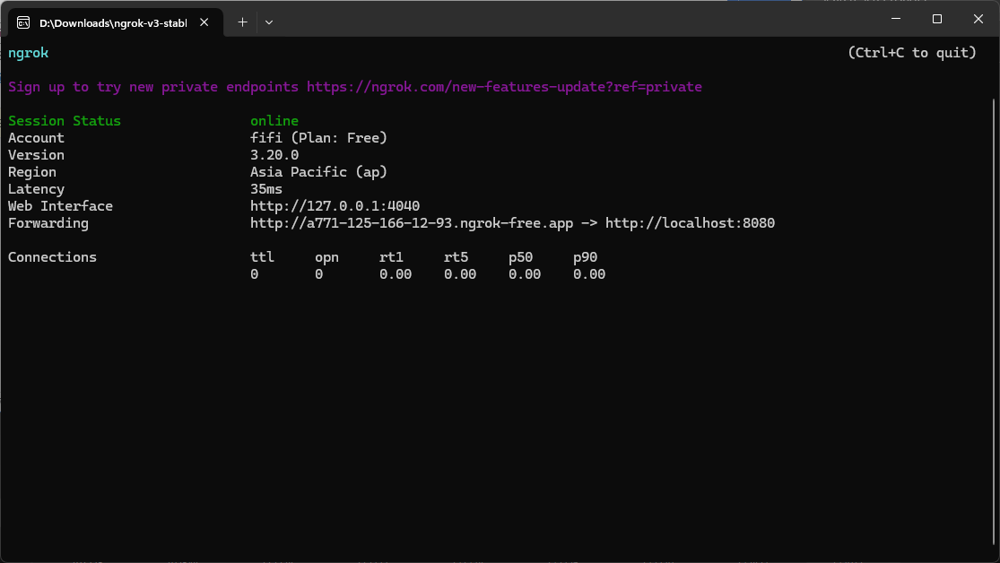 D:\Downloads\ngrok-v3-stabl
ngrok (Ctrl+C to quit)
Sign up to try new private endpoints https://ngrok.com/new-features-update?ref=private
Session Status online
Account fifi (Plan: Free)
Version 3.20.0
Region Asia Pacific (ap)
Latency 35ms
Web Interface http://127.0.0.1:4040
Forwarding http://a771-125-166-12-93.ngrok-free.app -> http://localhost:8080
Connections ttl opn rt1 rt5 p50 p90
0 0 0.00 0.00 0.00 0.00